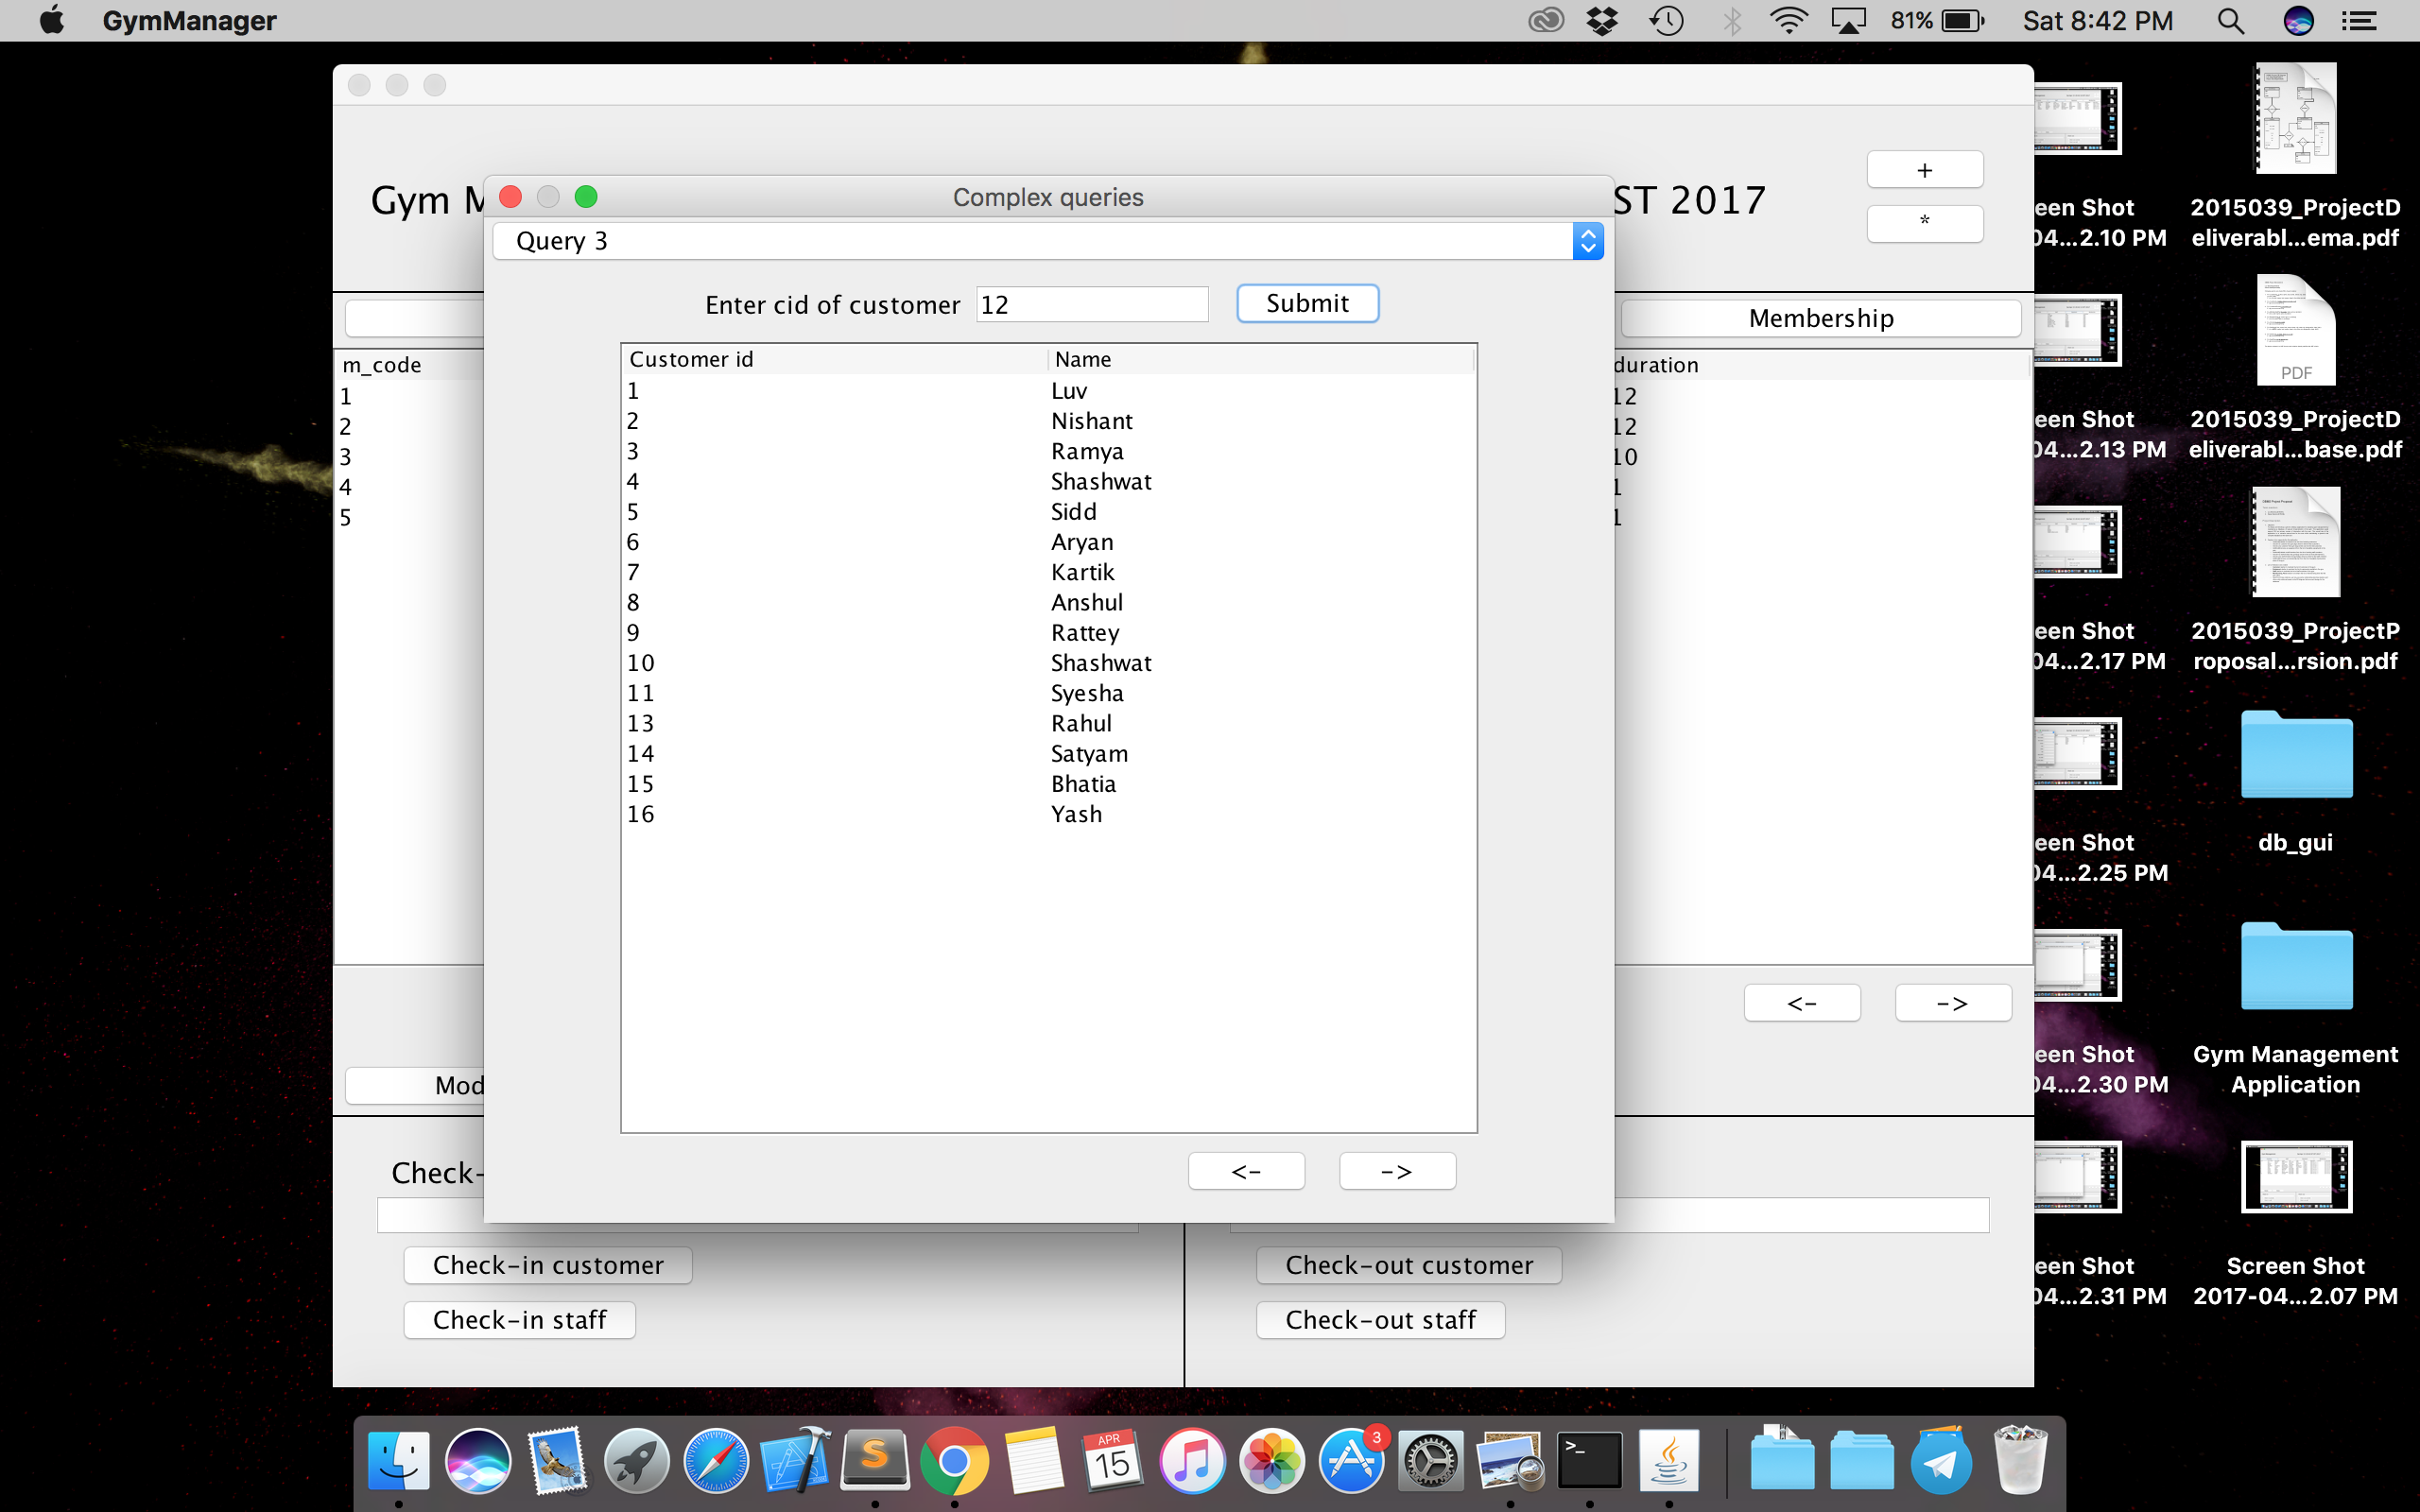 GymManager
81%
Sat 8:42 PM
Gym M
ST 2017
+
*
Complex queries
Query 3
Enter cid of customer
12
Submit
Membership
Customer id Name
1 Luv
2 Nishant
3 Ramya
4 Shashwat
5 Sidd
6 Aryan
7 Kartik
8 Anshul
9 Rattey
10 Shashwat
11 Syesha
13 Rahul
14 Satyam
15 Bhatia
16 Yash
<-
->
m_code
1
2
3
4
5
duration
12
12
10
1
1
<-
->
Mod
Check-
Check-in customer
Check-in staff
Check-out customer
Check-out staff
een Shot
04...2.10 PM
een Shot
04...2.13 PM
een Shot
04...2.17 PM
een Shot
04...2.25 PM
een Shot
04...2.30 PM
een Shot
04...2.31 PM
2015039_ProjectD
eliverabl...ema.pdf
PDF
2015039_ProjectD
eliverabl...base.pdf
2015039_ProjectP
roposal...rsion.pdf
db_gui
Gym Management
Application
Screen Shot
2017-04...2.07 PM
S
APR
15
3
>_